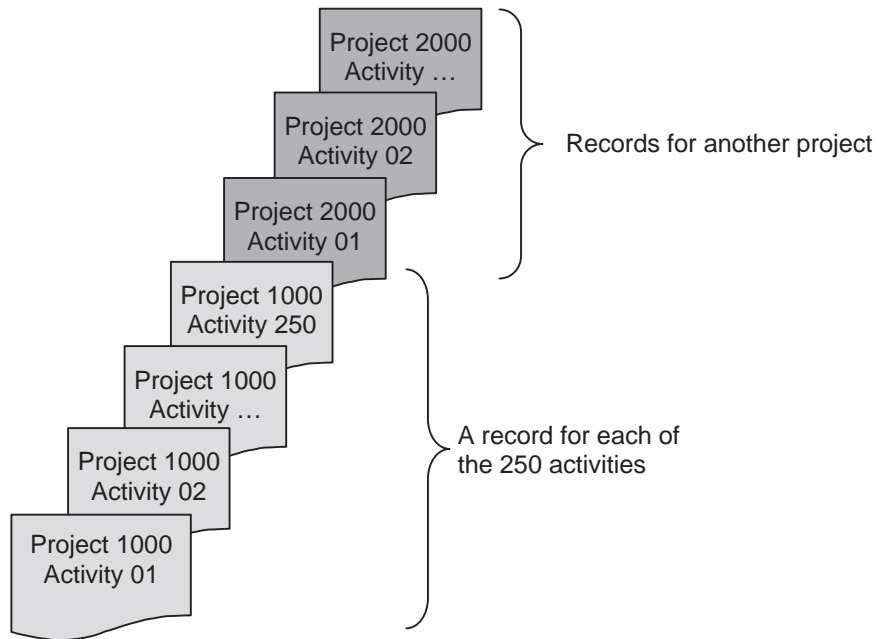 Project 2000
Activity …
Project 2000
Activity 02
Records for another project
Project 2000
Activity 01
Project 1000
Activity 250
Project 1000
Activity …
A record for each of
the 250 activities
Project 1000
Activity 02
Project 1000
Activity 01